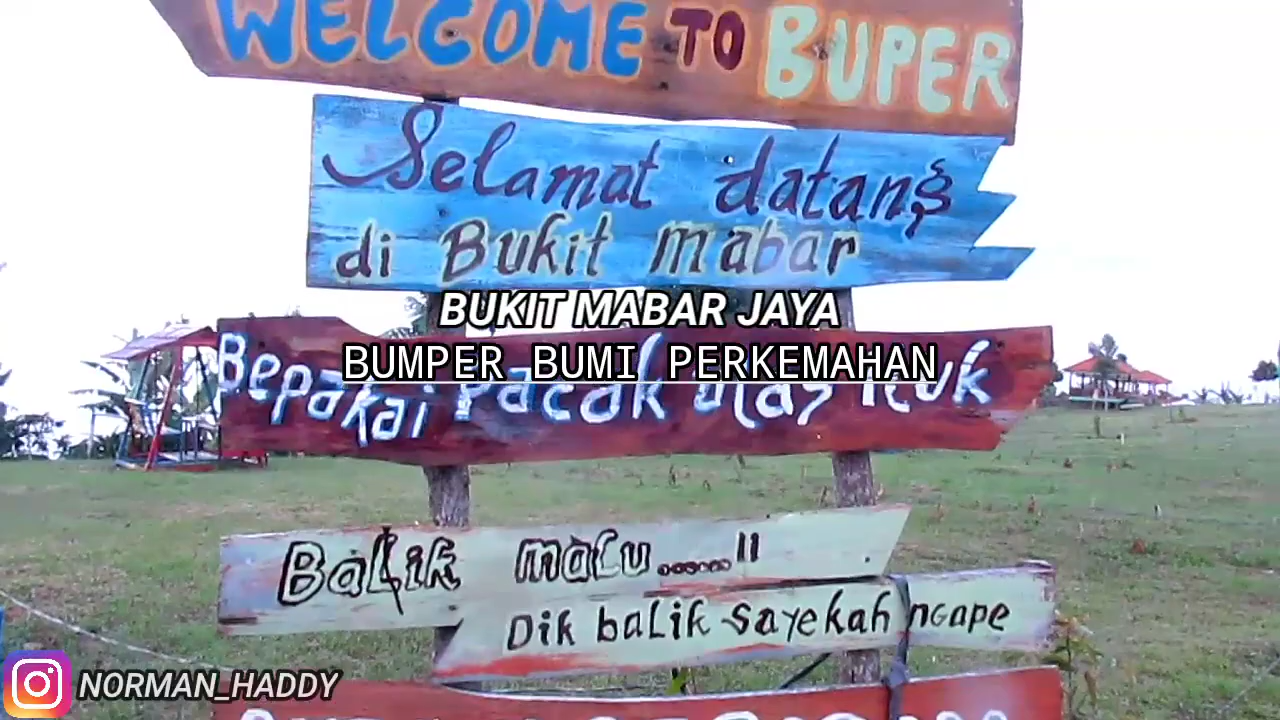 WELCOME TO BUPER
Selamat datang
di Bukit mabar
BUKIT MABAR JAYA
BUMPER BUMI PERKEMAHAN
Bepakai Pacak
Balik malu......!!
Dik balik sayekah ngape
NORMAN_HADDY